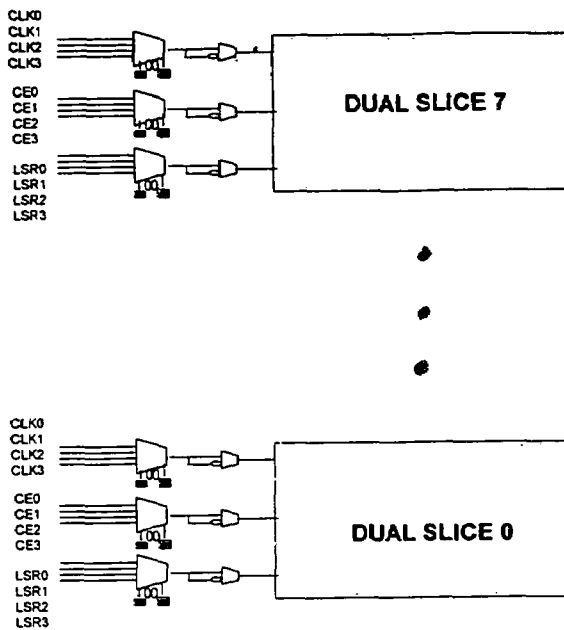 CLK0
CLK1
CLK2
CLK3
CE0
CE1
CE2
CE3
LSR0
LSR1
LSR2
LSR3
DUAL SLICE 7
CLK0
CLK1
CLK2
CLK3
CE0
CE1
CE2
CE3
LSR0
LSR1
LSR2
LSR3
DUAL SLICE 0